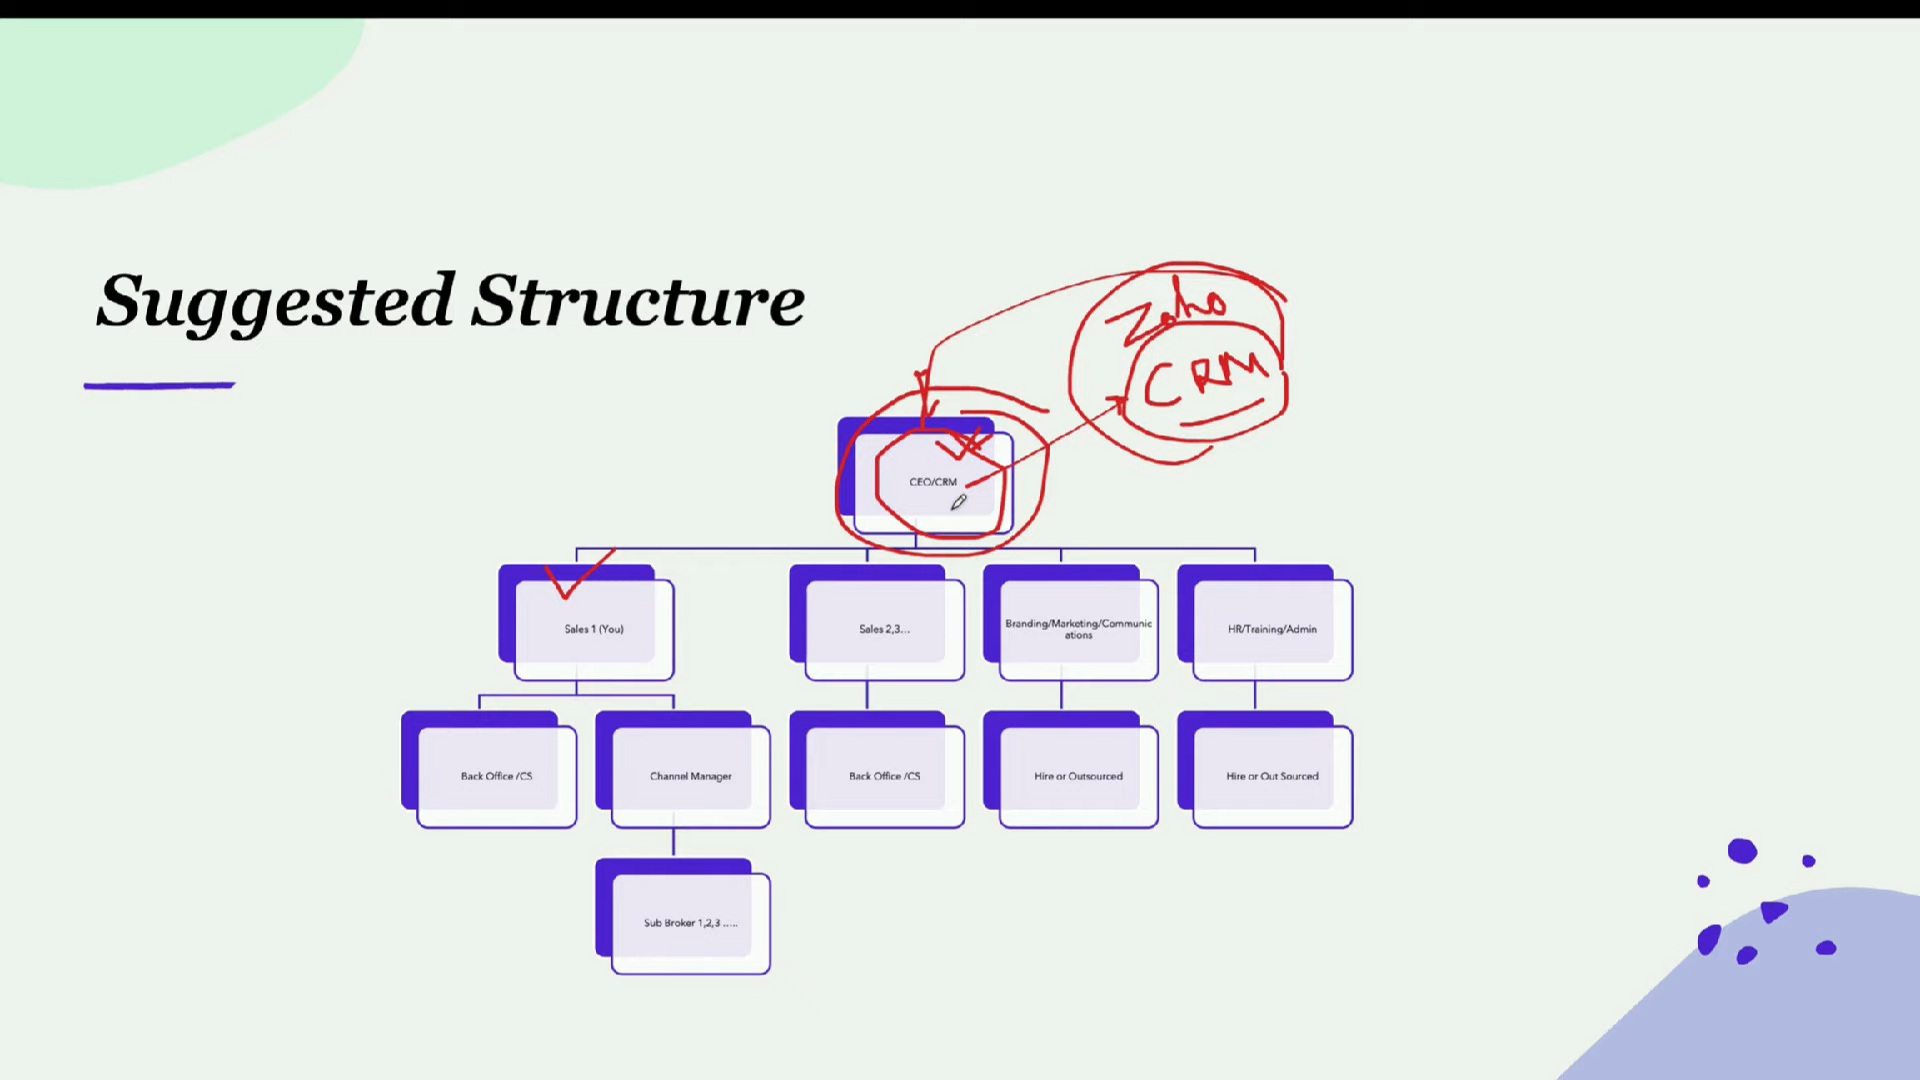 Suggested Structure
Zoho
CRM
CEO/CRM
Sales 1 (You)
Sales 2,3...
Branding/Marketing/Communic
ations
HR/Training/Admin
Back Office /CS
Channel Manager
Back Office /CS
Hire or Outsourced
Hire or Out Sourced
Sub Broker 1,2,3 .....